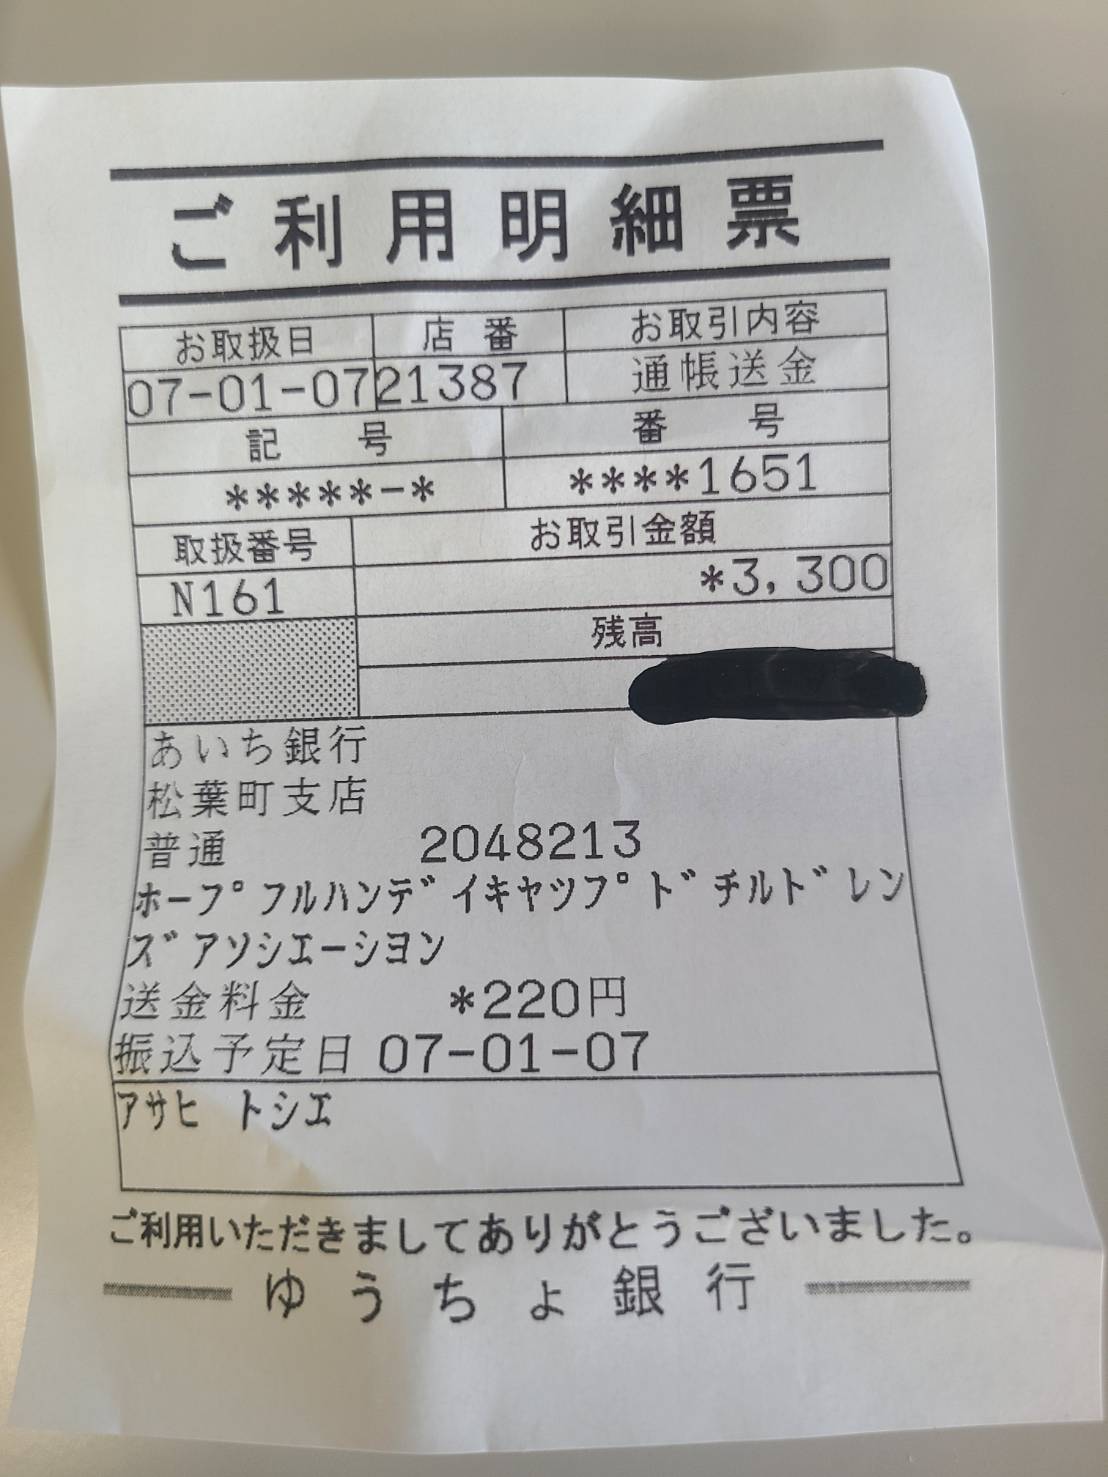 ご利用明細票
お取扱日 店番 お取引内容
07-01-07 21387 通帳送金
記号 番号
*****-* ****1651
取扱番号 お取引金額
N161 *3,300
残高
あいち銀行
松葉町支店
普通 2048213
ホープフルハンデイキャツプドチルドレン
ズアソシエーシヨン
送金料金 *220円
振込予定日 07-01-07
アサヒ トシエ
ご利用いただきましてありがとうございました。
ゆうちょ銀行